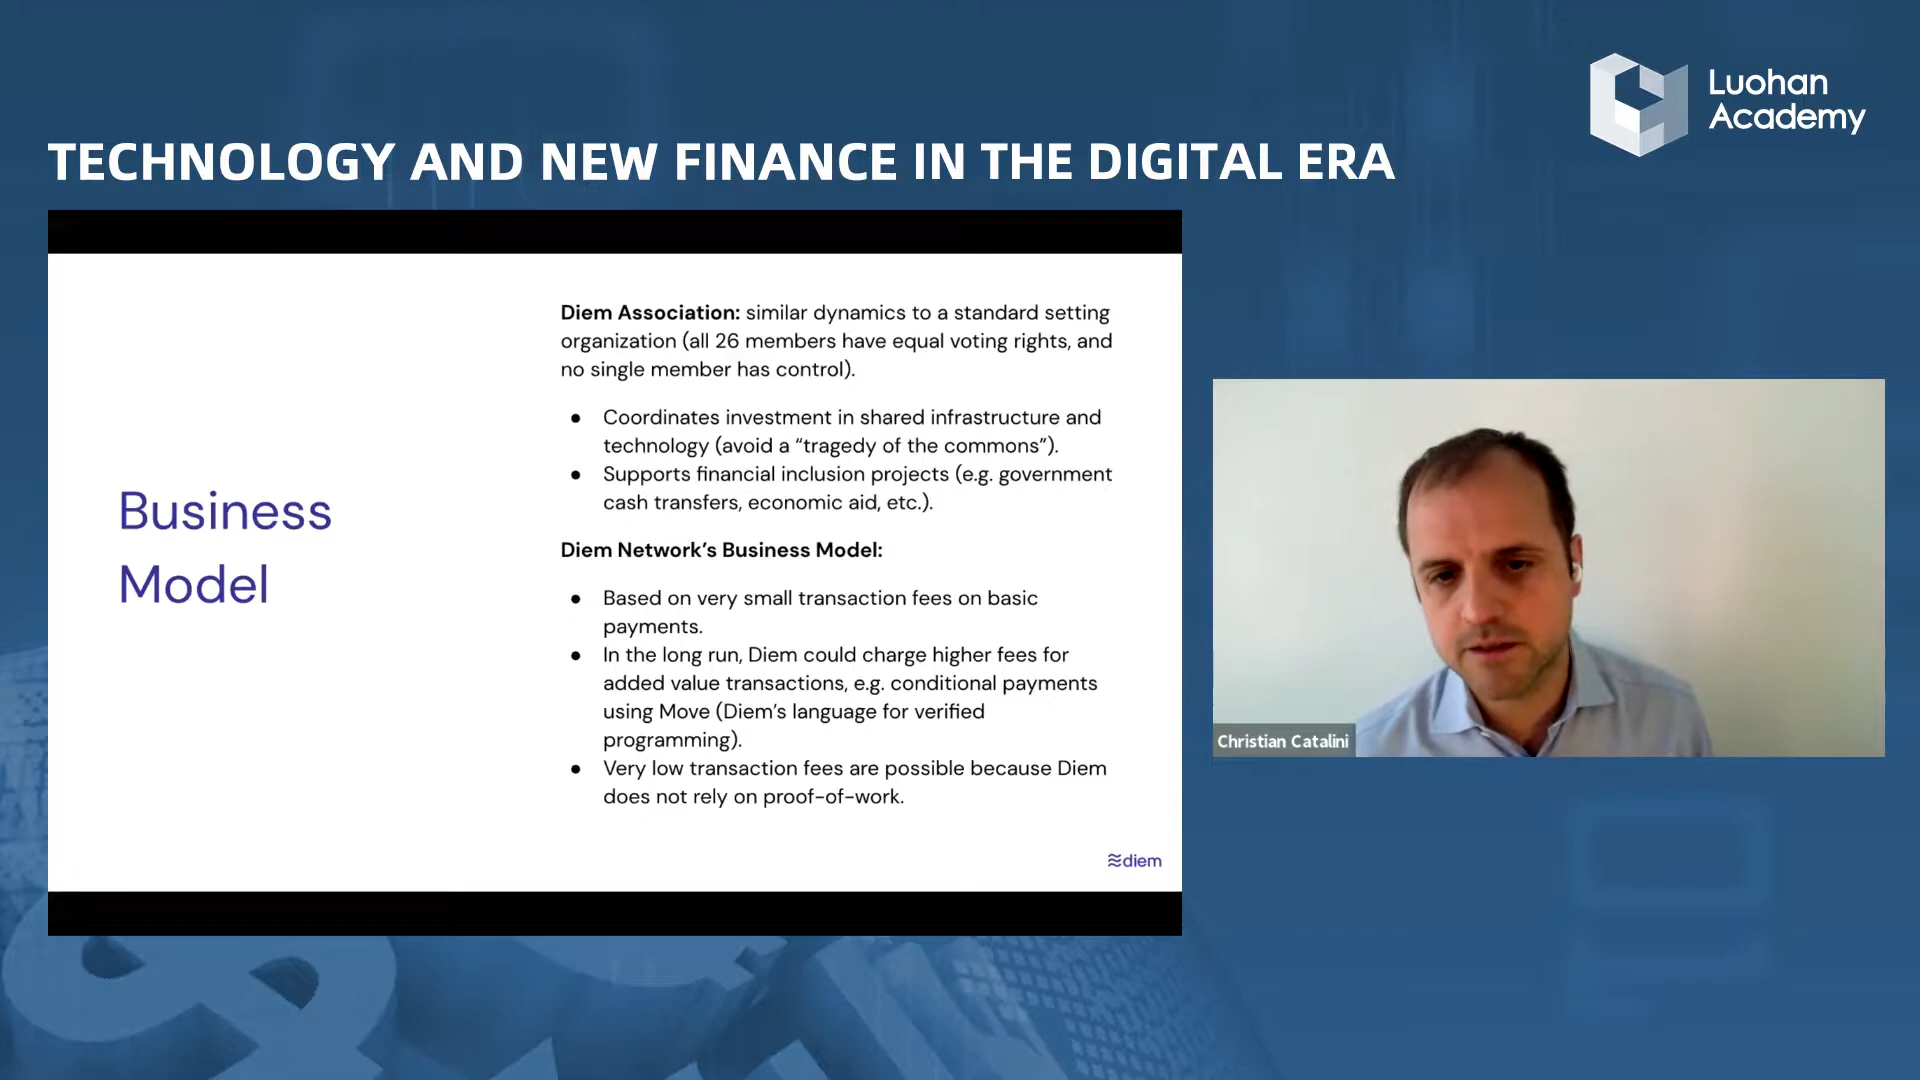 Luohan
Academy
TECHNOLOGY AND NEW FINANCE IN THE DIGITAL ERA
Business
Model
Diem Association: similar dynamics to a standard setting
organization (all 26 members have equal voting rights, and
no single member has control).
● Coordinates investment in shared infrastructure and
technology (avoid a “tragedy of the commons”).
● Supports financial inclusion projects (e.g. government
cash transfers, economic aid, etc.).
Diem Network’s Business Model:
● Based on very small transaction fees on basic
payments.
● In the long run, Diem could charge higher fees for
added value transactions, e.g. conditional payments
using Move (Diem’s language for verified
programming).
● Very low transaction fees are possible because Diem
does not rely on proof-of-work.
diem
Christian Catalini